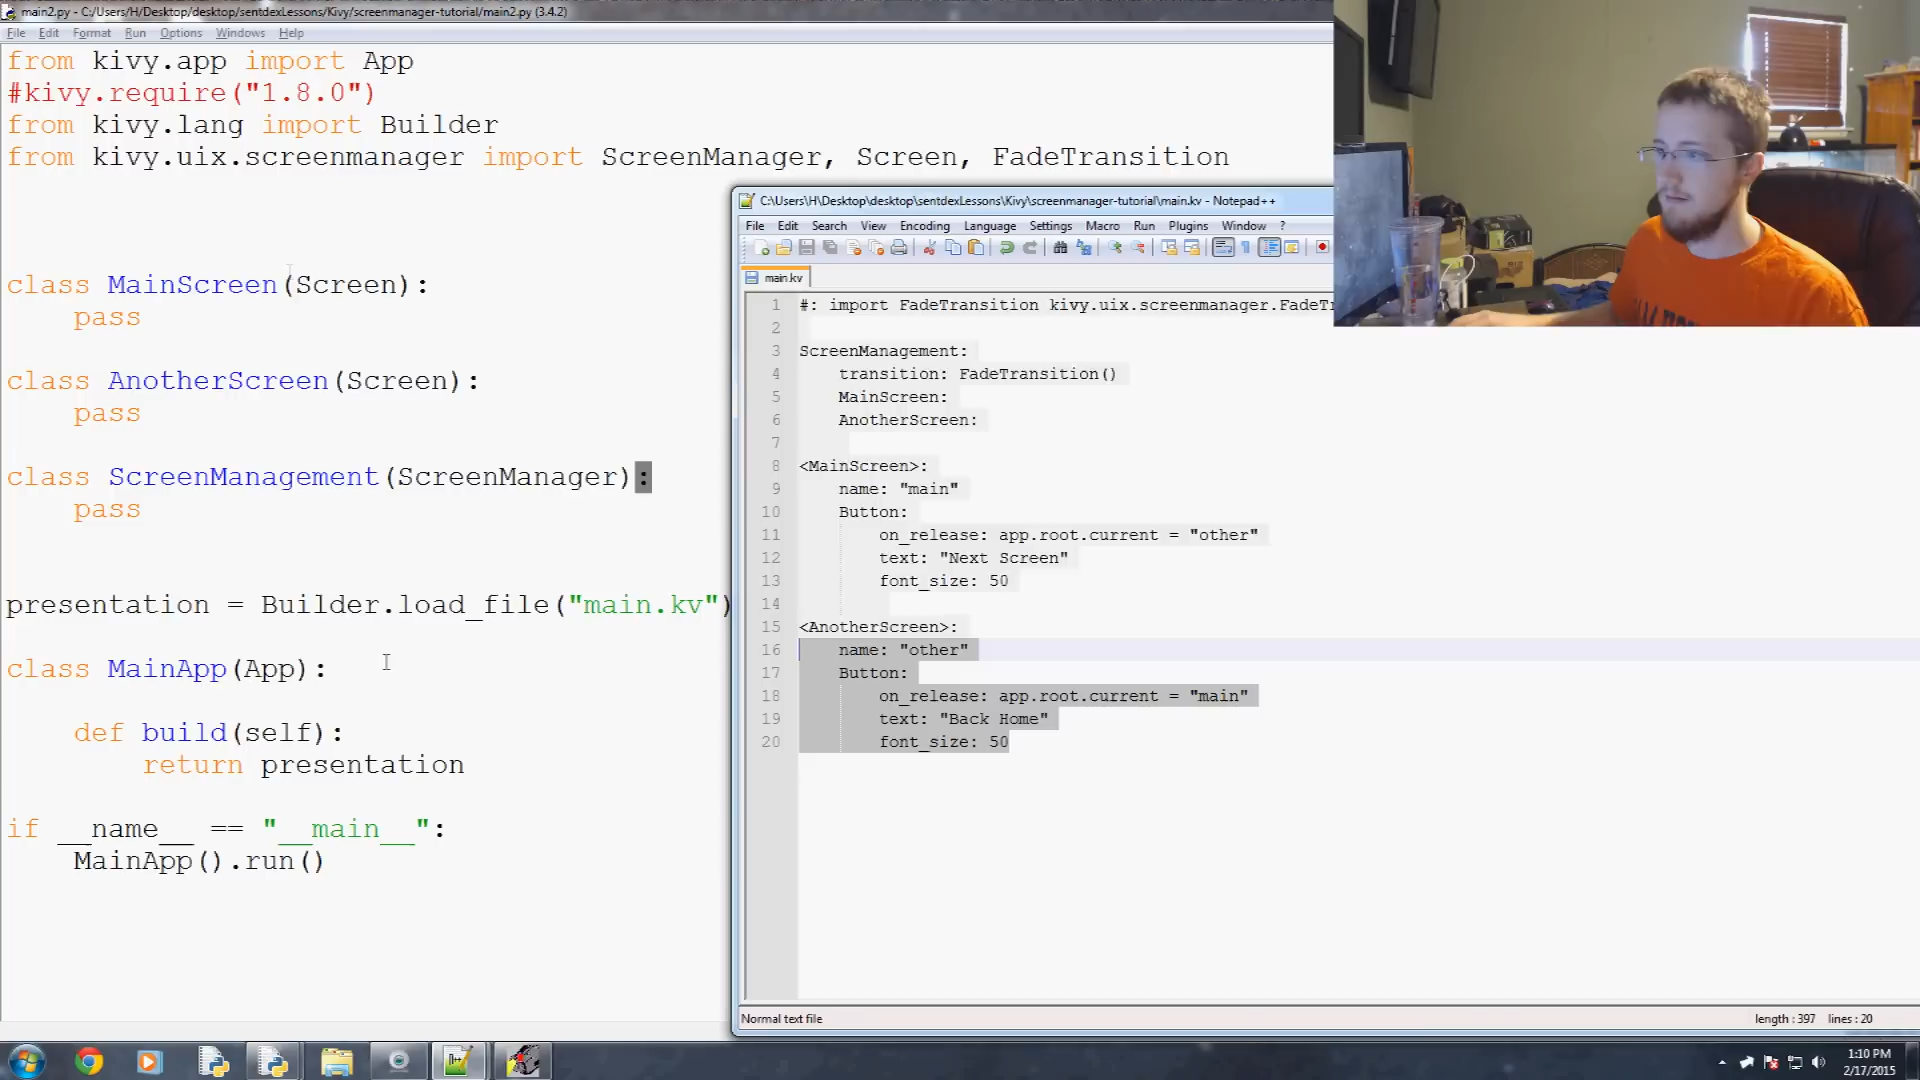 main2.py - C:/Users/H/Desktop/desktop/sentdexLessons/Kivy/screenmanager-tutorial/main2.py (3.4.2)
File Edit Format Run Options Windows Help
from kivy.app import App
#kivy.require("1.8.0")
from kivy.lang import Builder
from kivy.uix.screenmanager import ScreenManager, Screen, FadeTransition
class MainScreen(Screen):
    pass
class AnotherScreen(Screen):
    pass
class ScreenManagement(ScreenManager):
    pass
presentation = Builder.load_file("main.kv")
class MainApp(App):
    def build(self):
        return presentation
if __name__ == "__main__":
    MainApp().run()
C:\Users\H\Desktop\desktop\sentdexLessons\Kivy\screenmanager-tutorial\main.kv - Notepad++
File Edit Search View Encoding Language Settings Macro Run Plugins Window ?
main.kv
1 #: import FadeTransition kivy.uix.screenmanager.FadeTr
2
3 ScreenManagement:
4     transition: FadeTransition()
5     MainScreen:
6     AnotherScreen:
7
8 <MainScreen>:
9     name: "main"
10     Button:
11         on_release: app.root.current = "other"
12         text: "Next Screen"
13         font_size: 50
14
15 <AnotherScreen>:
16     name: "other"
17     Button:
18         on_release: app.root.current = "main"
19         text: "Back Home"
20         font_size: 50
Normal text file length : 397 lines : 20
1:10 PM
2/17/2015